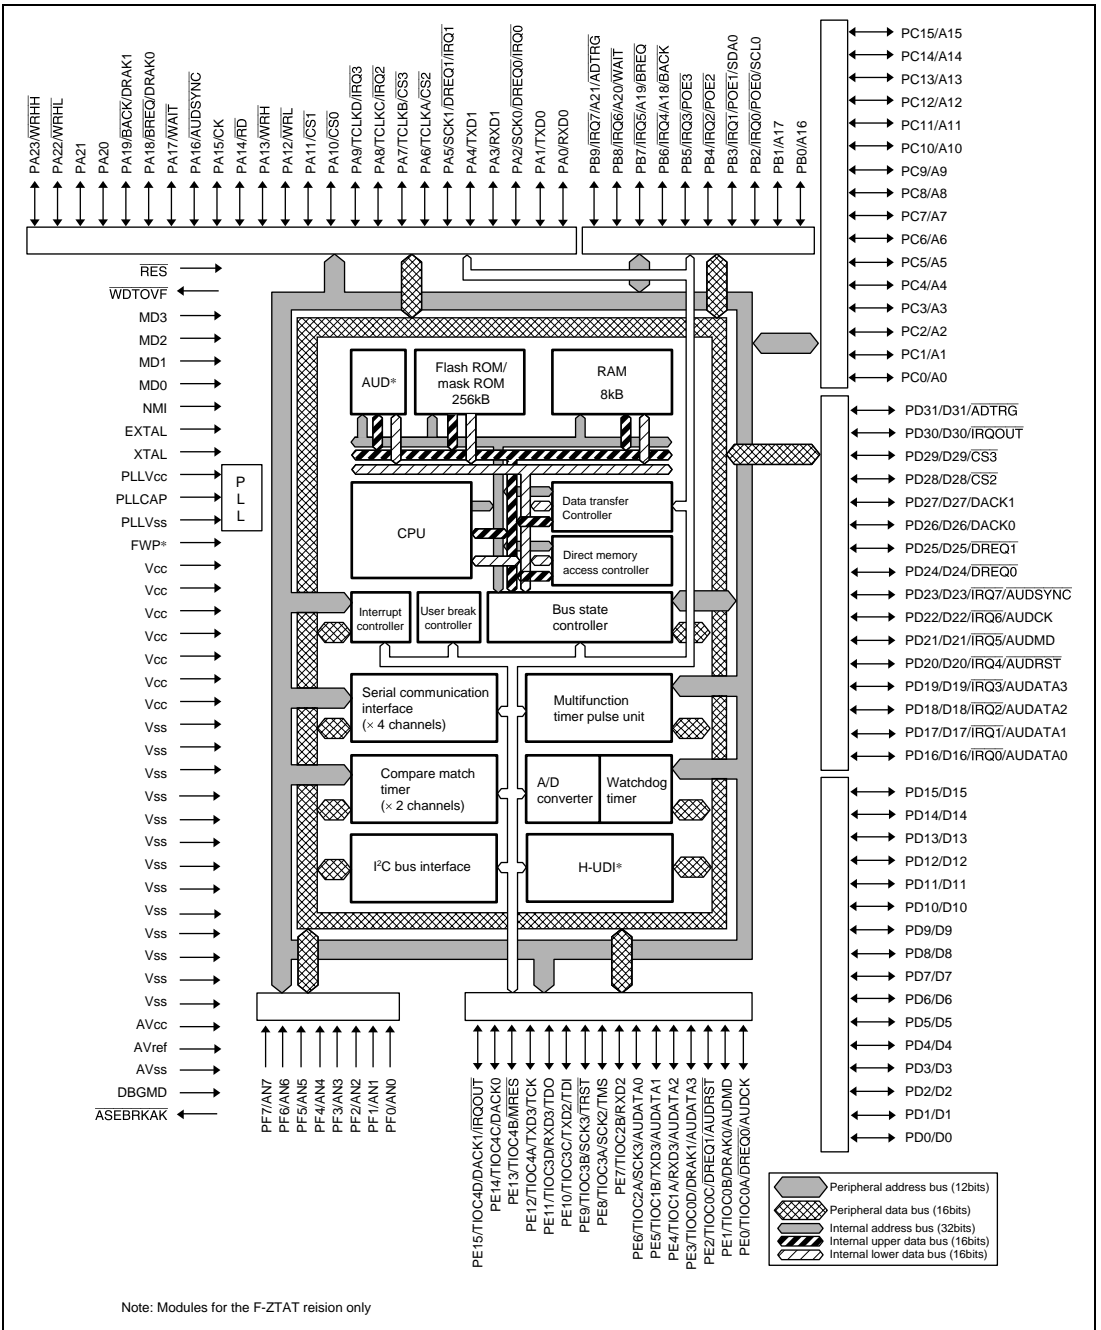 PA23/WRHH
PA22/WRHL
PA21
PA20
PA19/BACK/DRAK1
PA18/BREQ/DRAK0
PA17/WAIT
PA16/AUDSYNC
PA15/CK
PA14/RD
PA13/WRH
PA12/WRL
PA11/CS1
PA10/CS0
PA9/TCLKD/IRQ3
PA8/TCLKC/IRQ2
PA7/TCLKB/CS3
PA6/TCLKA/CS2
PA5/SCK1/DREQ1/IRQ1
PA4/TXD1
PA3/RXD1
PA2/SCK0/DREQ0/IRQ0
PA1/TXD0
PA0/RXD0
PB9/IRQ7/A21/ADTRG
PB8/IRQ6/A20/WAIT
PB7/IRQ5/A19/BREQ
PB6/IRQ4/A18/BACK
PB5/IRQ3/POE3
PB4/IRQ2/POE2
PB3/IRQ1/POE1/SDA0
PB2/IRQ0/POE0/SCL0
PB1/A17
PB0/A16
PC15/A15
PC14/A14
PC13/A13
PC12/A12
PC11/A11
PC10/A10
PC9/A9
PC8/A8
PC7/A7
PC6/A6
PC5/A5
PC4/A4
PC3/A3
PC2/A2
PC1/A1
PC0/A0
RES
WDTOVF
MD3
MD2
MD1
MD0
NMI
EXTAL
XTAL
PLLVcc
PLLCAP
PLLVss
FWP*
Vcc
Vcc
Vcc
Vcc
Vcc
Vcc
Vcc
Vss
Vss
Vss
Vss
Vss
Vss
Vss
Vss
Vss
Vss
Vss
Vss
Vss
AVcc
AVref
AVss
DBGMD
ASEBRKAK
P
L
L
AUD*
Flash ROM/
mask ROM
256kB
RAM
8kB
CPU
Data transfer
Controller
Direct memory
access controller
Interrupt
controller
User break
controller
Bus state
controller
Serial communication
interface
(× 4 channels)
Multifunction
timer pulse unit
Compare match
timer
(× 2 channels)
A/D
converter
Watchdog
timer
I²C bus interface
H-UDI*
PD31/D31/ADTRG
PD30/D30/IRQOUT
PD29/D29/CS3
PD28/D28/CS2
PD27/D27/DACK1
PD26/D26/DACK0
PD25/D25/DREQ1
PD24/D24/DREQ0
PD23/D23/IRQ7/AUDSYNC
PD22/D22/IRQ6/AUDCK
PD21/D21/IRQ5/AUDMD
PD20/D20/IRQ4/AUDRST
PD19/D19/IRQ3/AUDATA3
PD18/D18/IRQ2/AUDATA2
PD17/D17/IRQ1/AUDATA1
PD16/D16/IRQ0/AUDATA0
PD15/D15
PD14/D14
PD13/D13
PD12/D12
PD11/D11
PD10/D10
PD9/D9
PD8/D8
PD7/D7
PD6/D6
PD5/D5
PD4/D4
PD3/D3
PD2/D2
PD1/D1
PD0/D0
PF7/AN7
PF6/AN6
PF5/AN5
PF4/AN4
PF3/AN3
PF2/AN2
PF1/AN1
PF0/AN0
PE15/TIOC4D/DACK1/IRQOUT
PE14/TIOC4C/DACK0
PE13/TIOC4B/MRES
PE12/TIOC4A/TXD3/TCK
PE11/TIOC3D/RXD3/TDO
PE10/TIOC3C/TXD2/TDI
PE9/TIOC3B/SCK3/TRST
PE8/TIOC3A/SCK2/TMS
PE7/TIOC2B/RXD2
PE6/TIOC2A/SCK3/AUDATA0
PE5/TIOC1B/TXD3/AUDATA1
PE4/TIOC1A/RXD3/AUDATA2
PE3/TIOC0D/DRAK1/AUDATA3
PE2/TIOC0C/DREQ1/AUDRST
PE1/TIOC0B/DRAK0/AUDMD
PE0/TIOC0A/DREQ0/AUDCK
Peripheral address bus (12bits)
Peripheral data bus (16bits)
Internal address bus (32bits)
Internal upper data bus (16bits)
Internal lower data bus (16bits)
Note: Modules for the F-ZTAT reision only